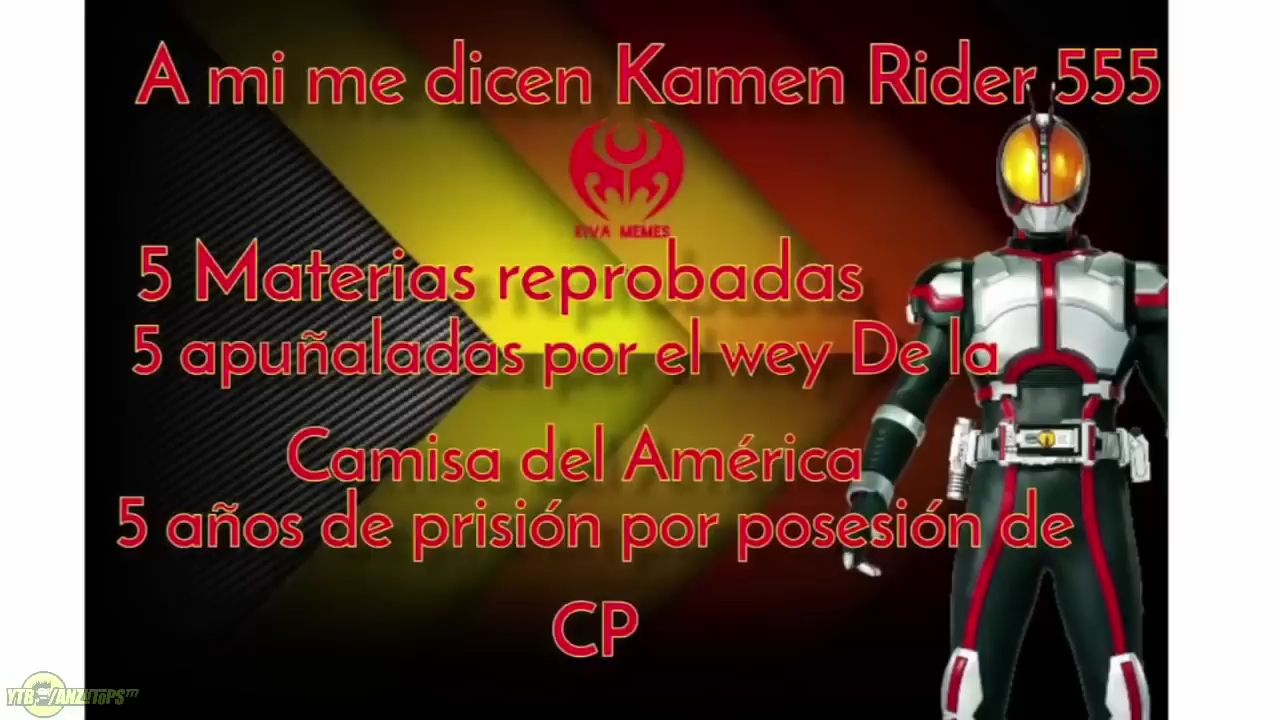 A mi me dicen Kamen Rider 555
KIVA MEMES
5 Materias reprobadas
5 apuñaladas por el wey De la
Camisa del América
5 años de prisión por posesión de
CP